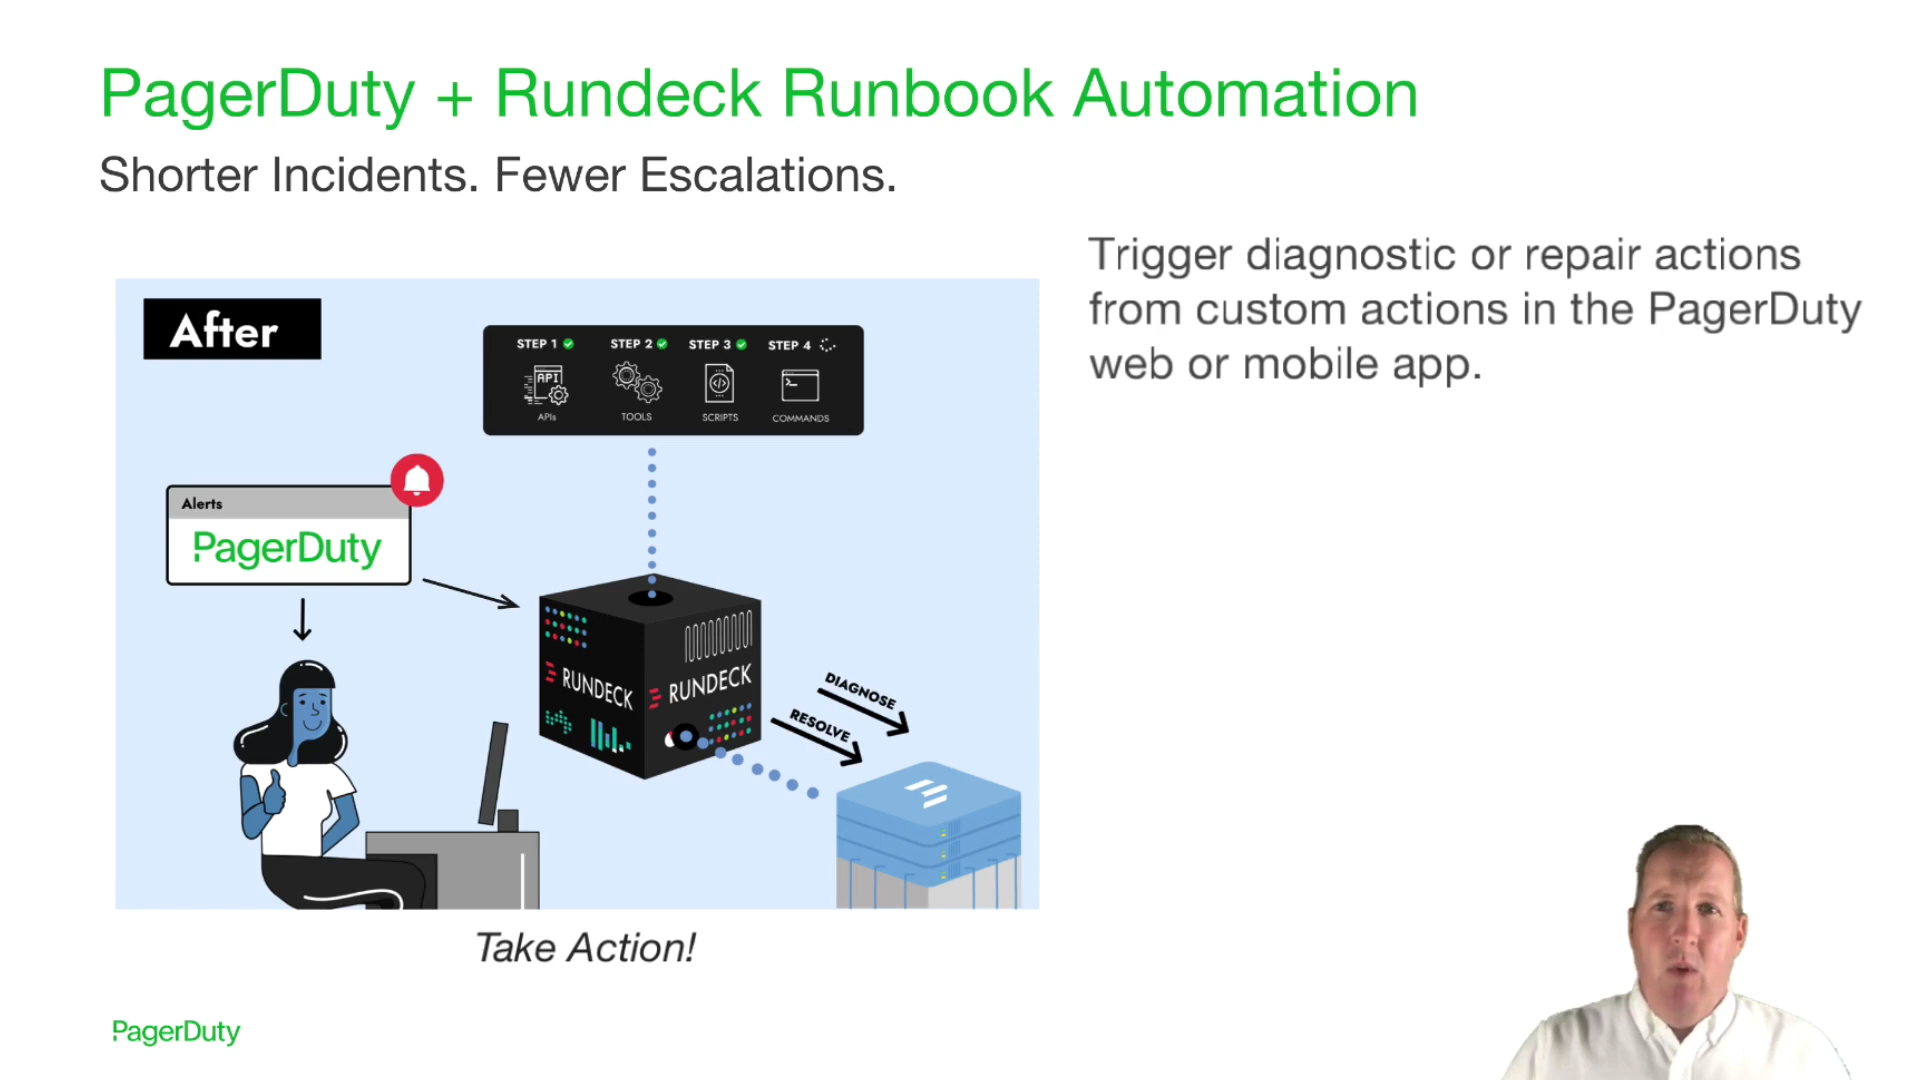 PagerDuty + Rundeck Runbook Automation
Shorter Incidents. Fewer Escalations.
Trigger diagnostic or repair actions
from custom actions in the PagerDuty
web or mobile app.
After
STEP 1 STEP 2 STEP 3 STEP 4
API
APIs TOOLS SCRIPTS COMMANDS
Alerts
PagerDuty
RUNDECK
RUNDECK
DIAGNOSE
RESOLVE
Take Action!
PagerDuty